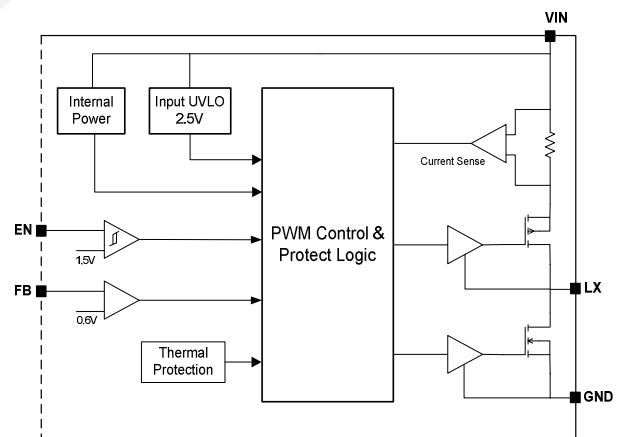 VIN
Internal
Power
Input UVLO
2.5V
Current Sense
EN
1.5V
PWM Control &
Protect Logic
FB
0.6V
LX
Thermal
Protection
GND